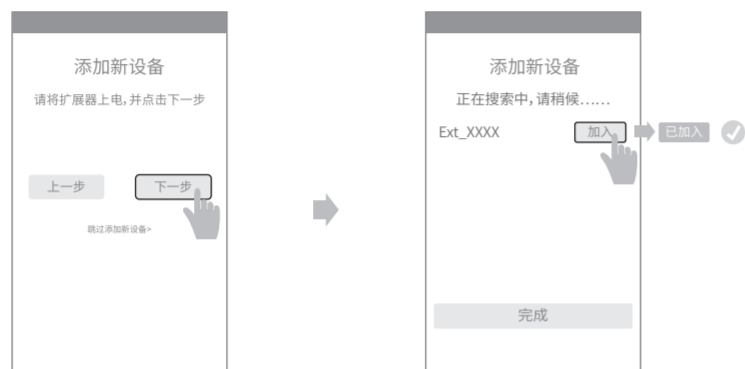 添加新设备
请将扩展器上电,并点击下一步
上一步
下一步
跳过添加新设备>
添加新设备
正在搜索中,请稍候……
Ext_XXXX
加入
已加入
完成